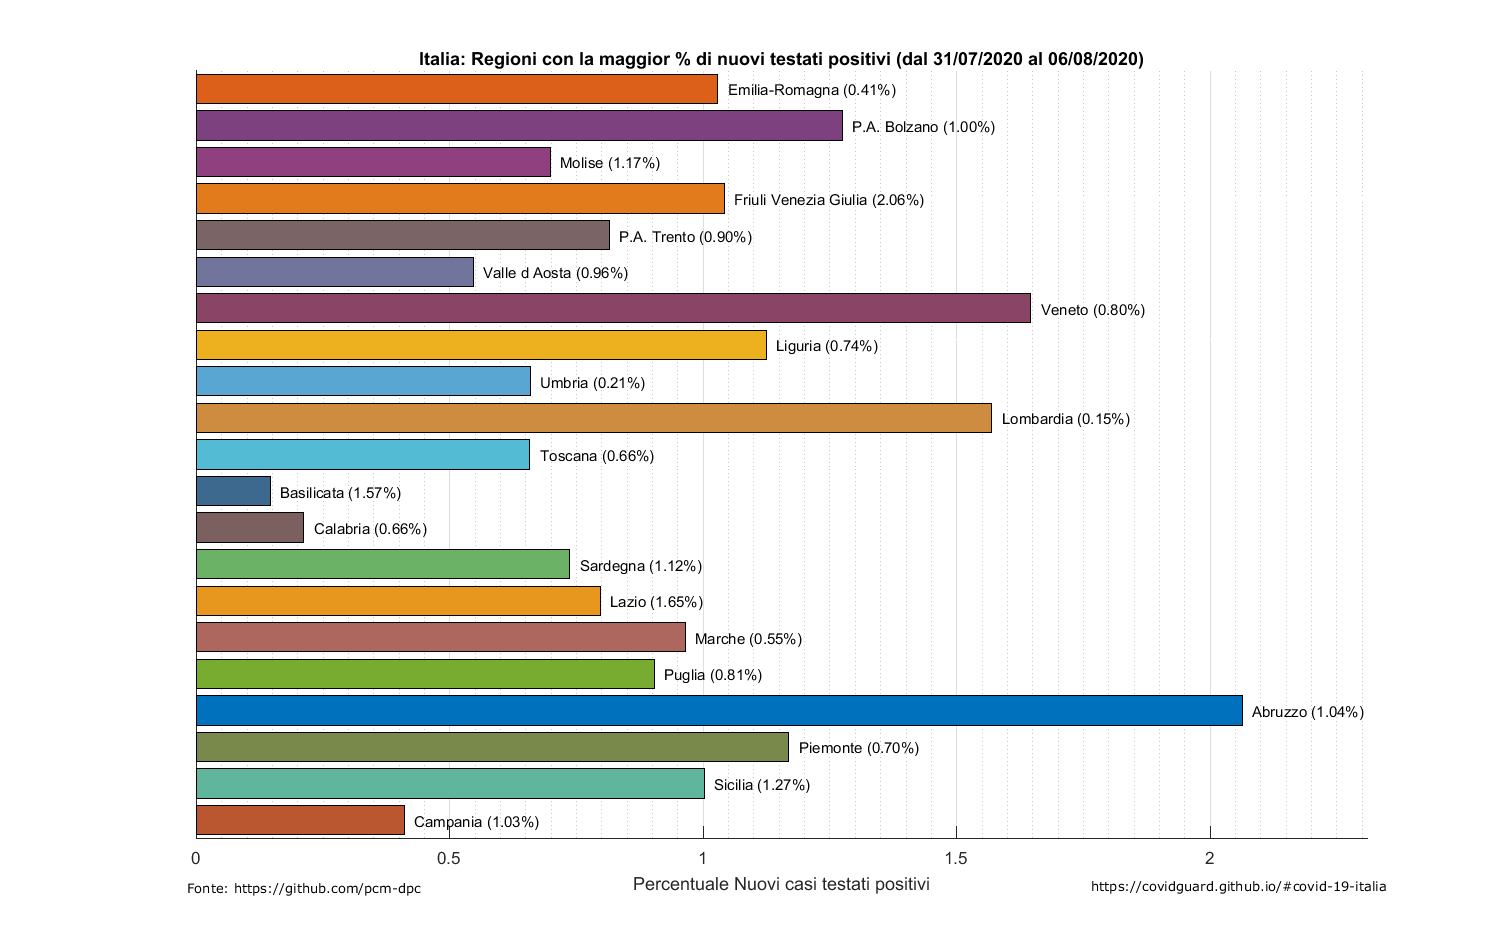 Italia: Regioni con la maggior % di nuovi testati positivi (dal 31/07/2020 al 06/08/2020)
Emilia-Romagna (0.41%)
P.A. Bolzano (1.00%)
Molise (1.17%)
Friuli Venezia Giulia (2.06%)
P.A. Trento (0.90%)
Valle d Aosta (0.96%)
Veneto (0.80%)
Liguria (0.74%)
Umbria (0.21%)
Lombardia (0.15%)
Toscana (0.66%)
Basilicata (1.57%)
Calabria (0.66%)
Sardegna (1.12%)
Lazio (1.65%)
Marche (0.55%)
Puglia (0.81%)
Abruzzo (1.04%)
Piemonte (0.70%)
Sicilia (1.27%)
Campania (1.03%)
0 0.5 1 1.5 2
Percentuale Nuovi casi testati positivi
Fonte: https://github.com/pcm-dpc
https://covidguard.github.io/#covid-19-italia